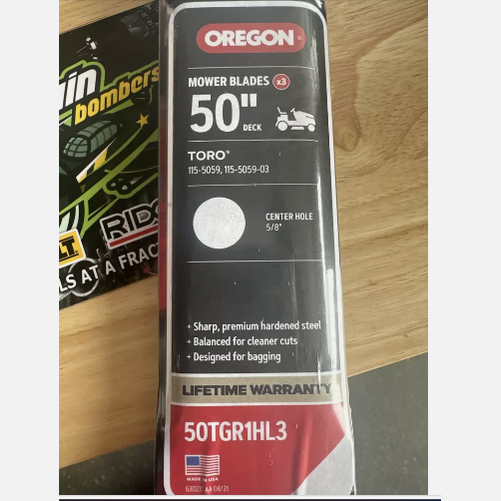 OREGON
MOWER BLADES x3
50"
DECK
TORO®
115-5059, 115-5059-03
CENTER HOLE
5/8"
+ Sharp, premium hardened steel
+ Balanced for cleaner cuts
+ Designed for bagging
LIFETIME WARRANTY
50TGR1HL3
MADE IN USA
bombers
LS AT A FRAC